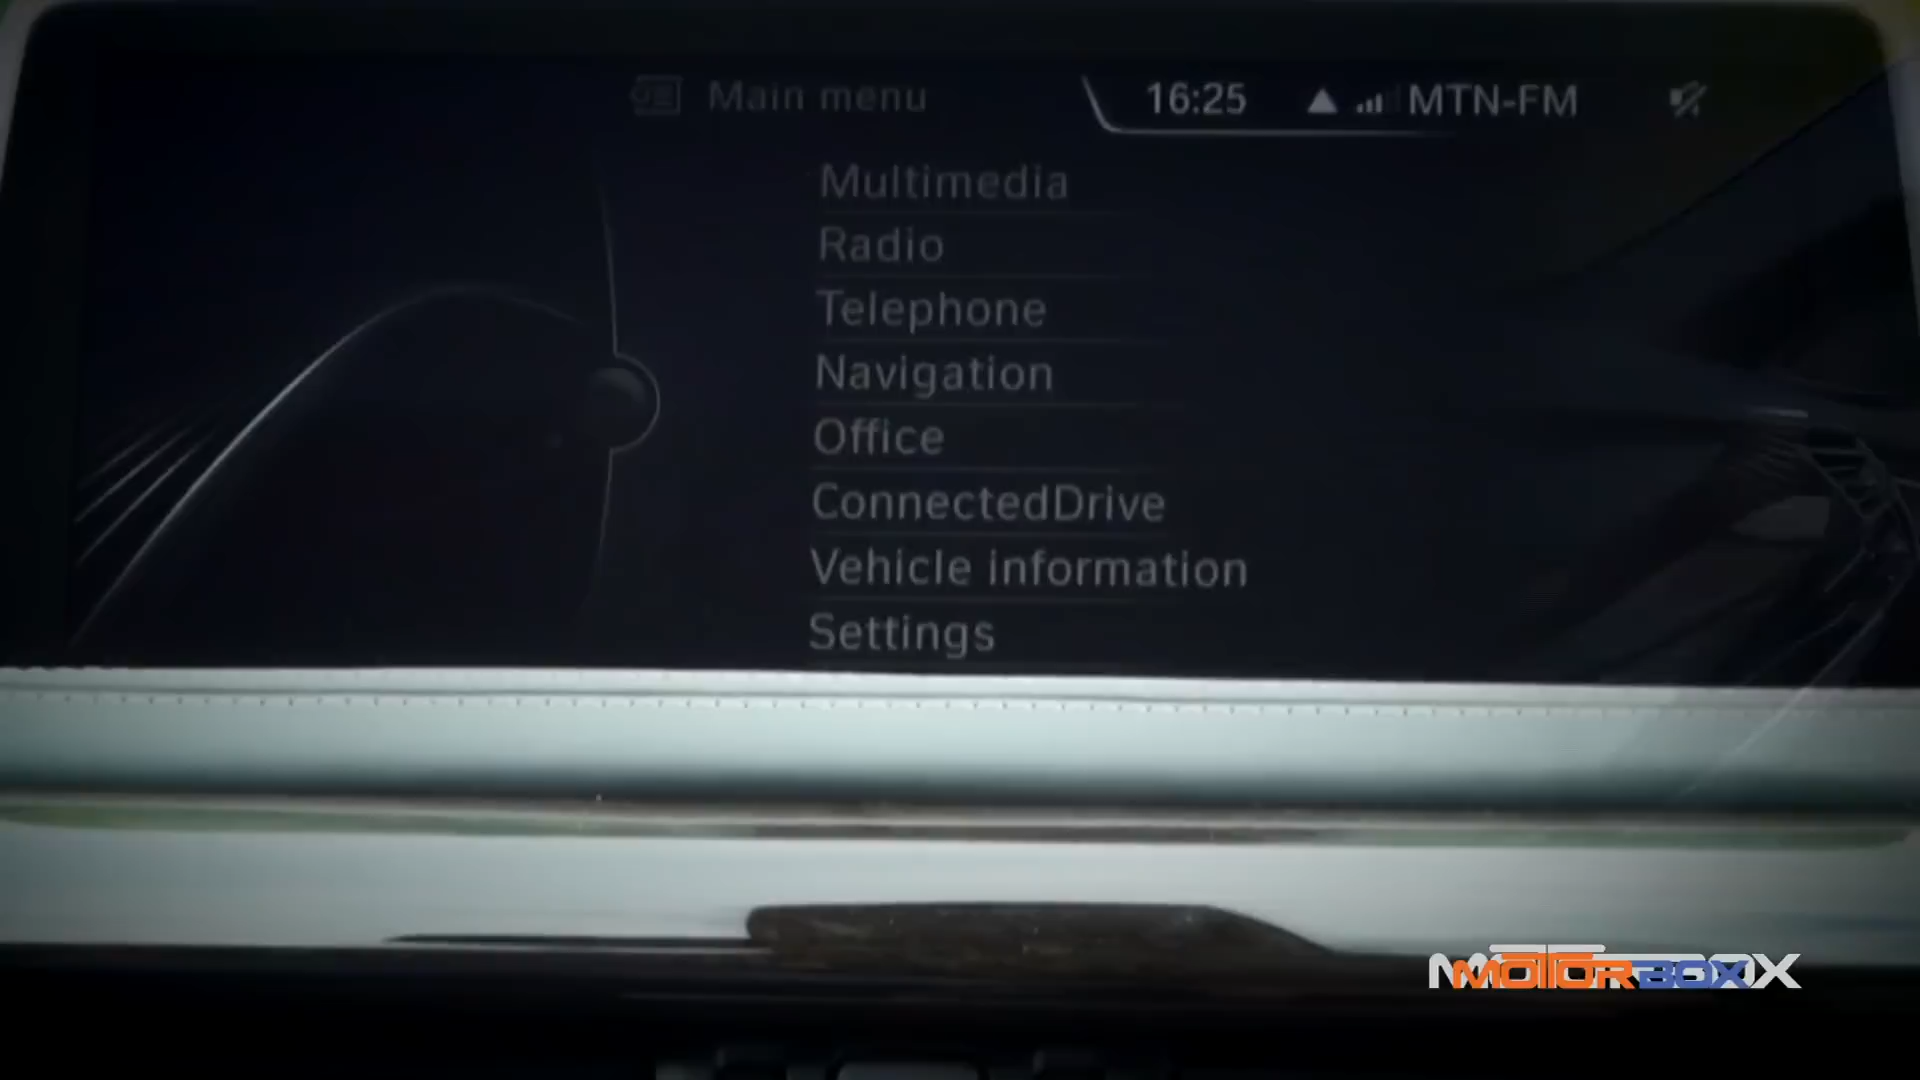 Main menu
16:25 MTN-FM
Multimedia
Radio
Telephone
Navigation
Office
ConnectedDrive
Vehicle information
Settings
MOTORBOX